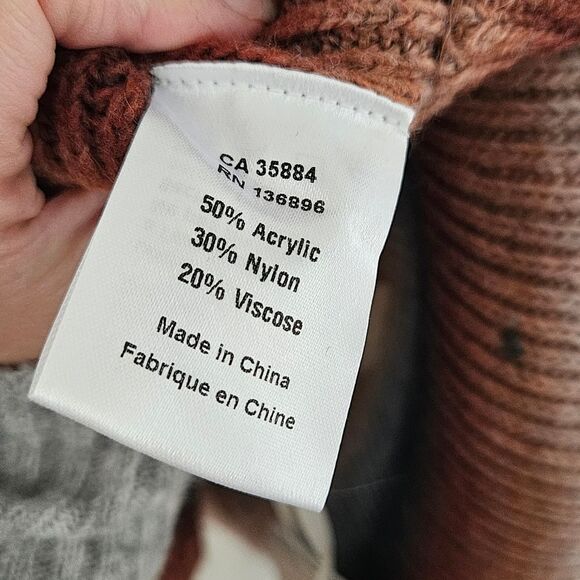 CA 35884
RN 136896
50% Acrylic
30% Nylon
20% Viscose
Made in China
Fabrique en Chine